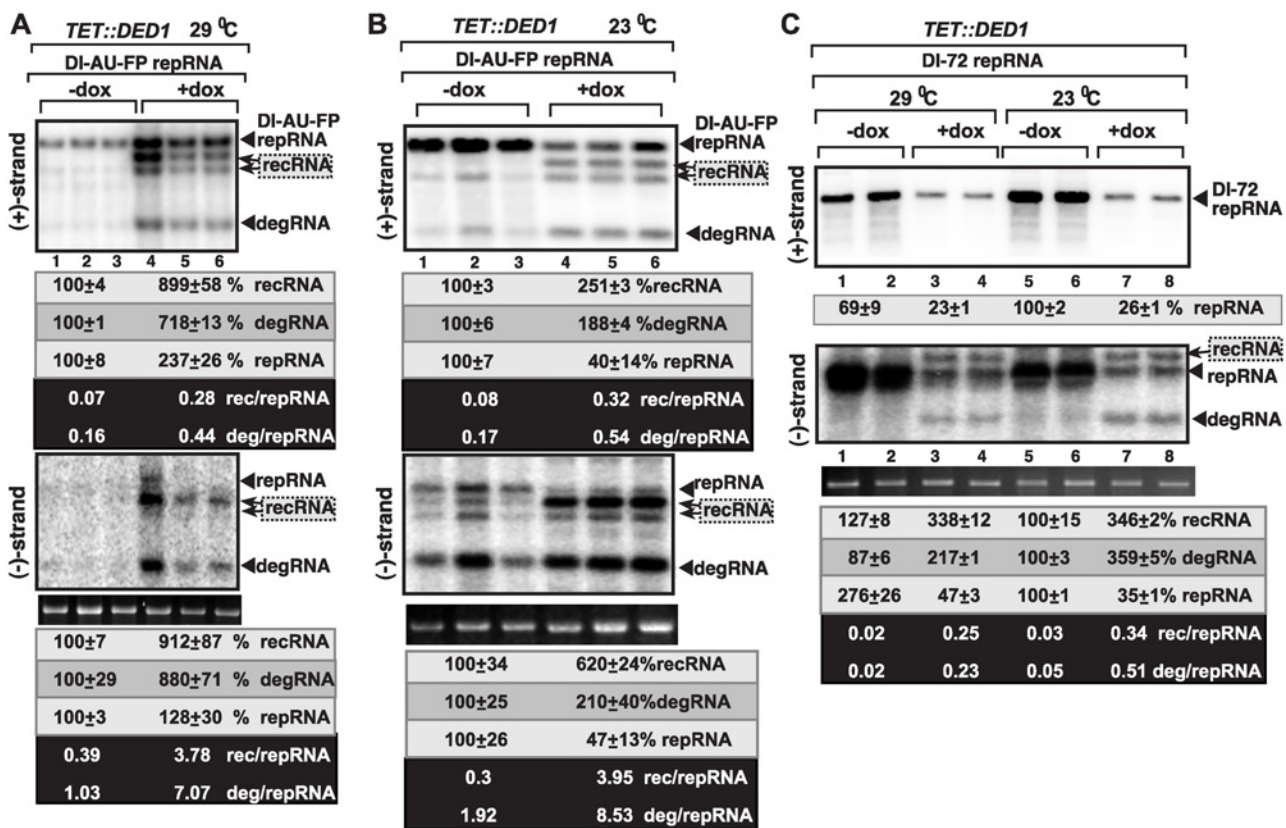 A
TET::DED1 29 ⁰C
DI-AU-FP repRNA
-dox +dox
DI-AU-FP
repRNA
recRNA
degRNA
(+)-strand
1 2 3 4 5 6
100±4 899±58 % recRNA
100±1 718±13 % degRNA
100±8 237±26 % repRNA
0.07 0.28 rec/repRNA
0.16 0.44 deg/repRNA
(-)-strand
repRNA
recRNA
degRNA
100±7 912±87 % recRNA
100±29 880±71 % degRNA
100±3 128±30 % repRNA
0.39 3.78 rec/repRNA
1.03 7.07 deg/repRNA
B
TET::DED1 23 ⁰C
DI-AU-FP repRNA
-dox +dox
DI-AU-FP
repRNA
recRNA
degRNA
(+)-strand
1 2 3 4 5 6
100±3 251±3 %recRNA
100±6 188±4 %degRNA
100±7 40±14% repRNA
0.08 0.32 rec/repRNA
0.17 0.54 deg/repRNA
(-)-strand
repRNA
recRNA
degRNA
100±34 620±24%recRNA
100±25 210±40%degRNA
100±26 47±13% repRNA
0.3 3.95 rec/repRNA
1.92 8.53 deg/repRNA
C
TET::DED1
DI-72 repRNA
29 ⁰C 23 ⁰C
-dox +dox -dox +dox
DI-72
repRNA
(+)-strand
1 2 3 4 5 6 7 8
69±9 23±1 100±2 26±1 % repRNA
(-)-strand
recRNA
repRNA
degRNA
1 2 3 4 5 6 7 8
127±8 338±12 100±15 346±2% recRNA
87±6 217±1 100±3 359±5% degRNA
276±26 47±3 100±1 35±1% repRNA
0.02 0.25 0.03 0.34 rec/repRNA
0.02 0.23 0.05 0.51 deg/repRNA